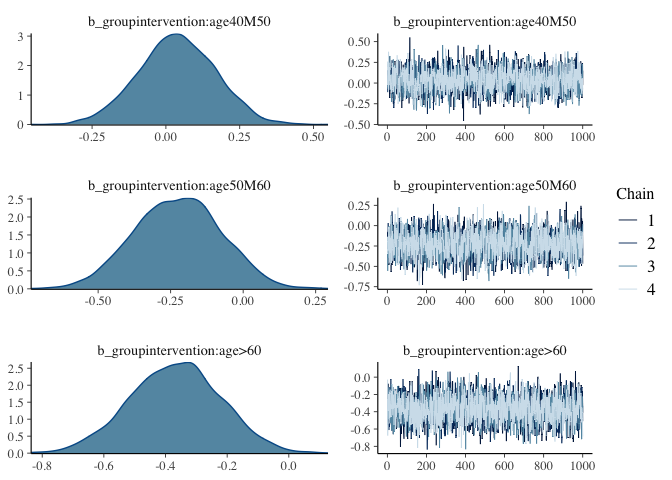 b_groupintervention:age40M50
3
2
1
0
-0.25 0.00 0.25 0.50
b_groupintervention:age40M50
0.50
0.25
0.00
-0.25
-0.50
0 200 400 600 800 1000
b_groupintervention:age50M60
2.5
2.0
1.5
1.0
0.5
0.0
-0.50 -0.25 0.00 0.25
b_groupintervention:age50M60
0.25
0.00
-0.25
-0.50
-0.75
0 200 400 600 800 1000
b_groupintervention:age>60
2.5
2.0
1.5
1.0
0.5
0.0
-0.8 -0.6 -0.4 -0.2 0.0
b_groupintervention:age>60
0.0
-0.2
-0.4
-0.6
-0.8
0 200 400 600 800 1000
Chain
1
2
3
4